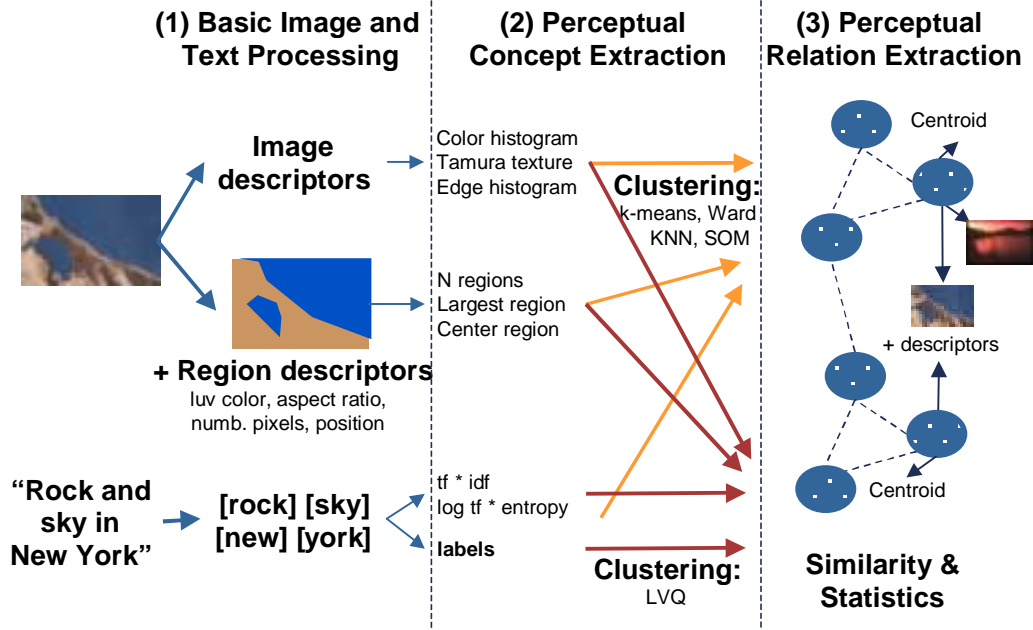 (1) Basic Image and
Text Processing
(2) Perceptual
Concept Extraction
(3) Perceptual
Relation Extraction
Image
descriptors
Color histogram
Tamura texture
Edge histogram
Clustering:
k-means, Ward
KNN, SOM
Centroid
N regions
Largest region
Center region
+ Region descriptors
luv color, aspect ratio,
numb. pixels, position
+ descriptors
“Rock and
sky in
New York”
[rock] [sky]
[new] [york]
tf * idf
log tf * entropy
labels
Clustering:
LVQ
Centroid
Similarity &
Statistics